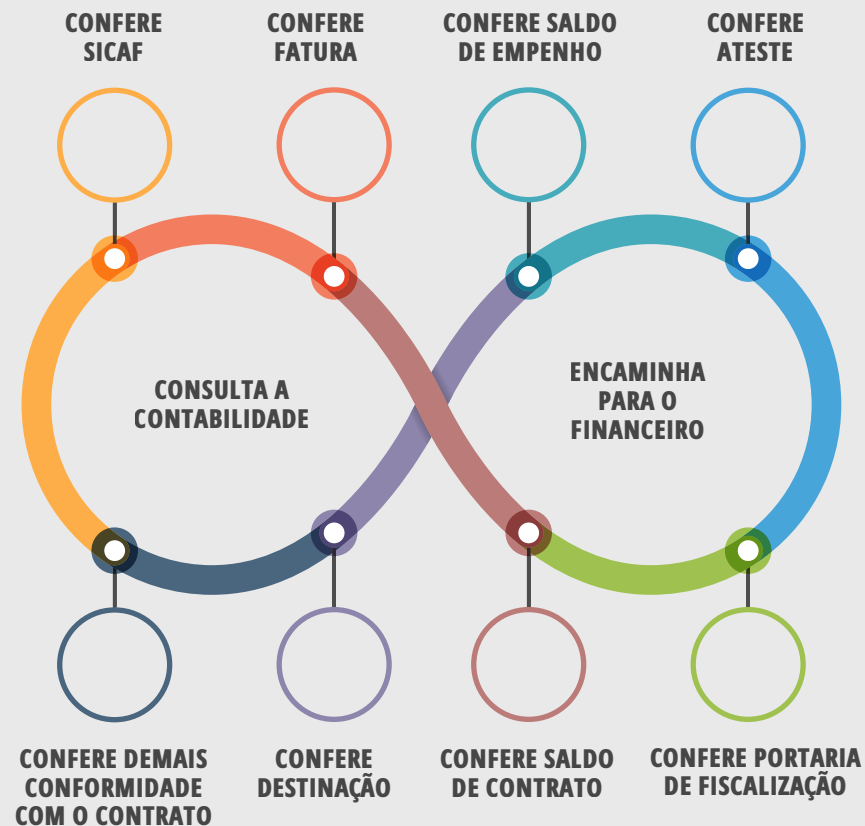 CONFERE
SICAF
CONFERE
FATURA
CONFERE SALDO
DE EMPENHO
CONFERE
ATESTE
CONSULTA A
CONTABILIDADE
ENCAMINHA
PARA O
FINANCEIRO
CONFERE DEMAIS
CONFORMIDADE
COM O CONTRATO
CONFERE
DESTINAÇÃO
CONFERE SALDO
DE CONTRATO
CONFERE PORTARIA
DE FISCALIZAÇÃO